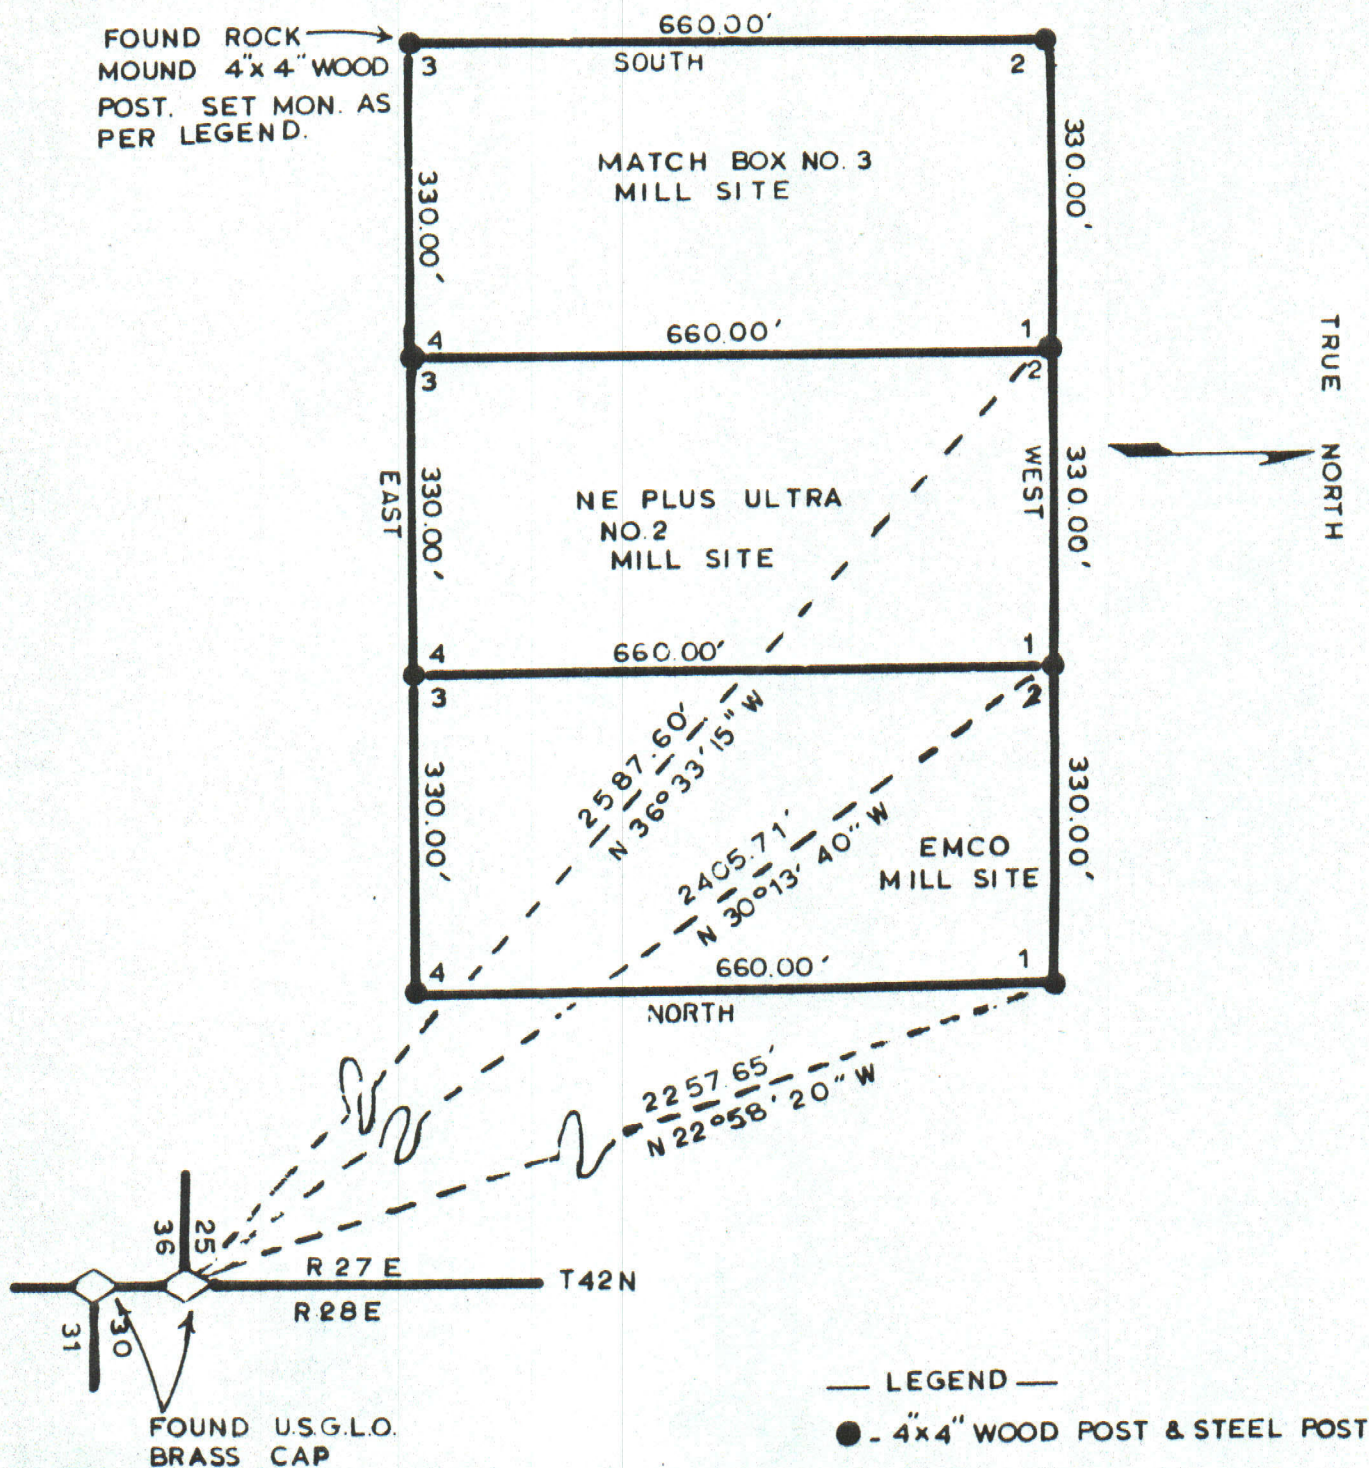 660.00'
FOUND ROCK
MOUND 4"x 4" WOOD
POST. SET MON. AS
PER LEGEND.
3
SOUTH
2
MATCH BOX NO. 3
MILL SITE
330.00'
330.00'
4
660.00'
1
3
2
TRUE NORTH
EAST
330.00'
NE PLUS ULTRA
NO.2
MILL SITE
WEST
330.00'
4
660.00'
1
3
2
2587.60'
N 36° 33' 15" W
330.00'
2405.71'
N 30°13' 40" W
EMCO
MILL SITE
330.00'
4
660.00'
1
NORTH
2257.65'
N 22°58' 20" W
36
25
R 27 E
T42N
R 28 E
31
30
FOUND U.S.G.L.O.
BRASS CAP
— LEGEND —
- 4"x4" WOOD POST & STEEL POST